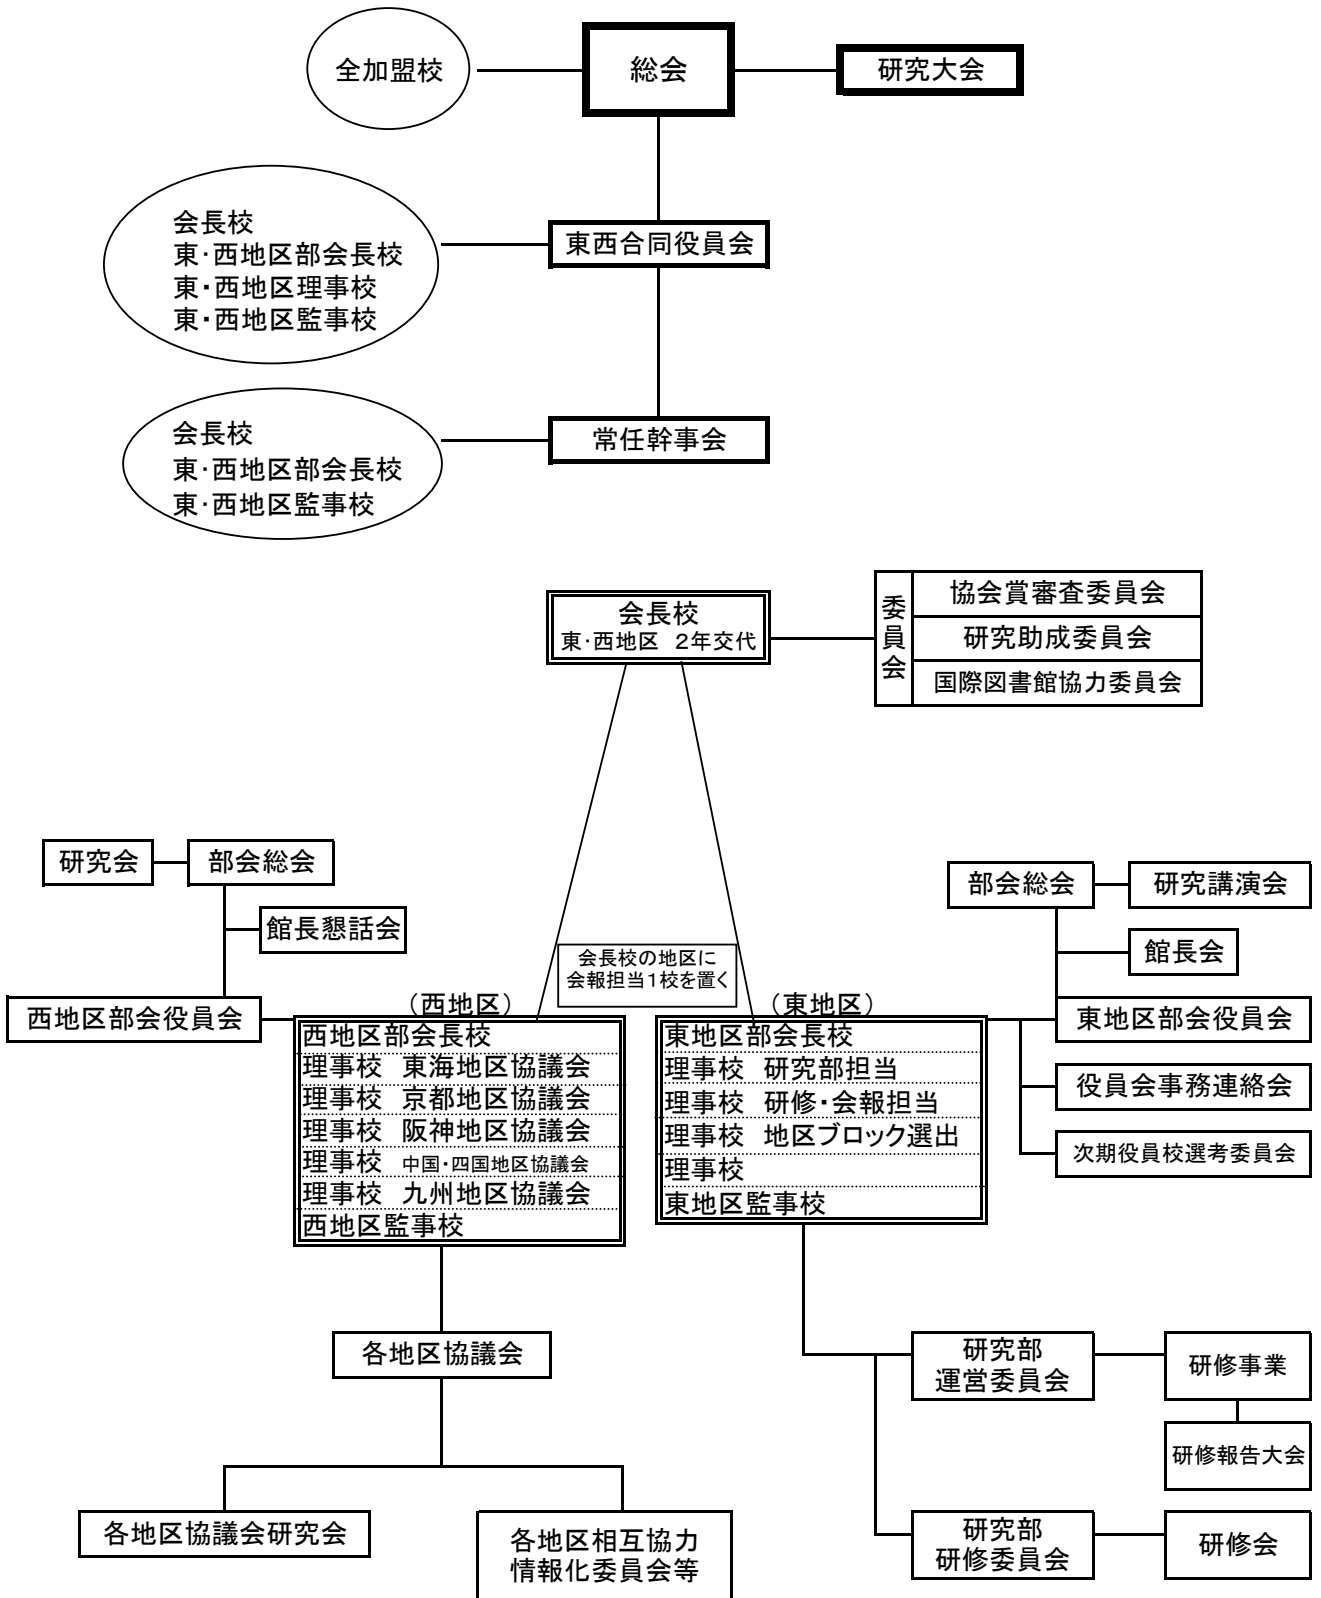 全加盟校
総会
研究大会
会長校
東・西地区部会長校
東・西地区理事校
東・西地区監事校
東西合同役員会
会長校
東・西地区部会長校
東・西地区監事校
常任幹事会
会長校
東・西地区 2年交代
委員会
協会賞審査委員会
研究助成委員会
国際図書館協力委員会
研究会
部会総会
館長懇話会
西地区部会役員会
会長校の地区に
会報担当1校を置く
部会総会
研究講演会
館長会
東地区部会役員会
役員会事務連絡会
次期役員校選考委員会
(西地区)
西地区部会長校
理事校 東海地区協議会
理事校 京都地区協議会
理事校 阪神地区協議会
理事校 中国・四国地区協議会
理事校 九州地区協議会
西地区監事校
(東地区)
東地区部会長校
理事校 研究部担当
理事校 研修・会報担当
理事校 地区ブロック選出
理事校
東地区監事校
各地区協議会
各地区協議会研究会
各地区相互協力
情報化委員会等
研究部
運営委員会
研修事業
研修報告大会
研究部
研修委員会
研修会